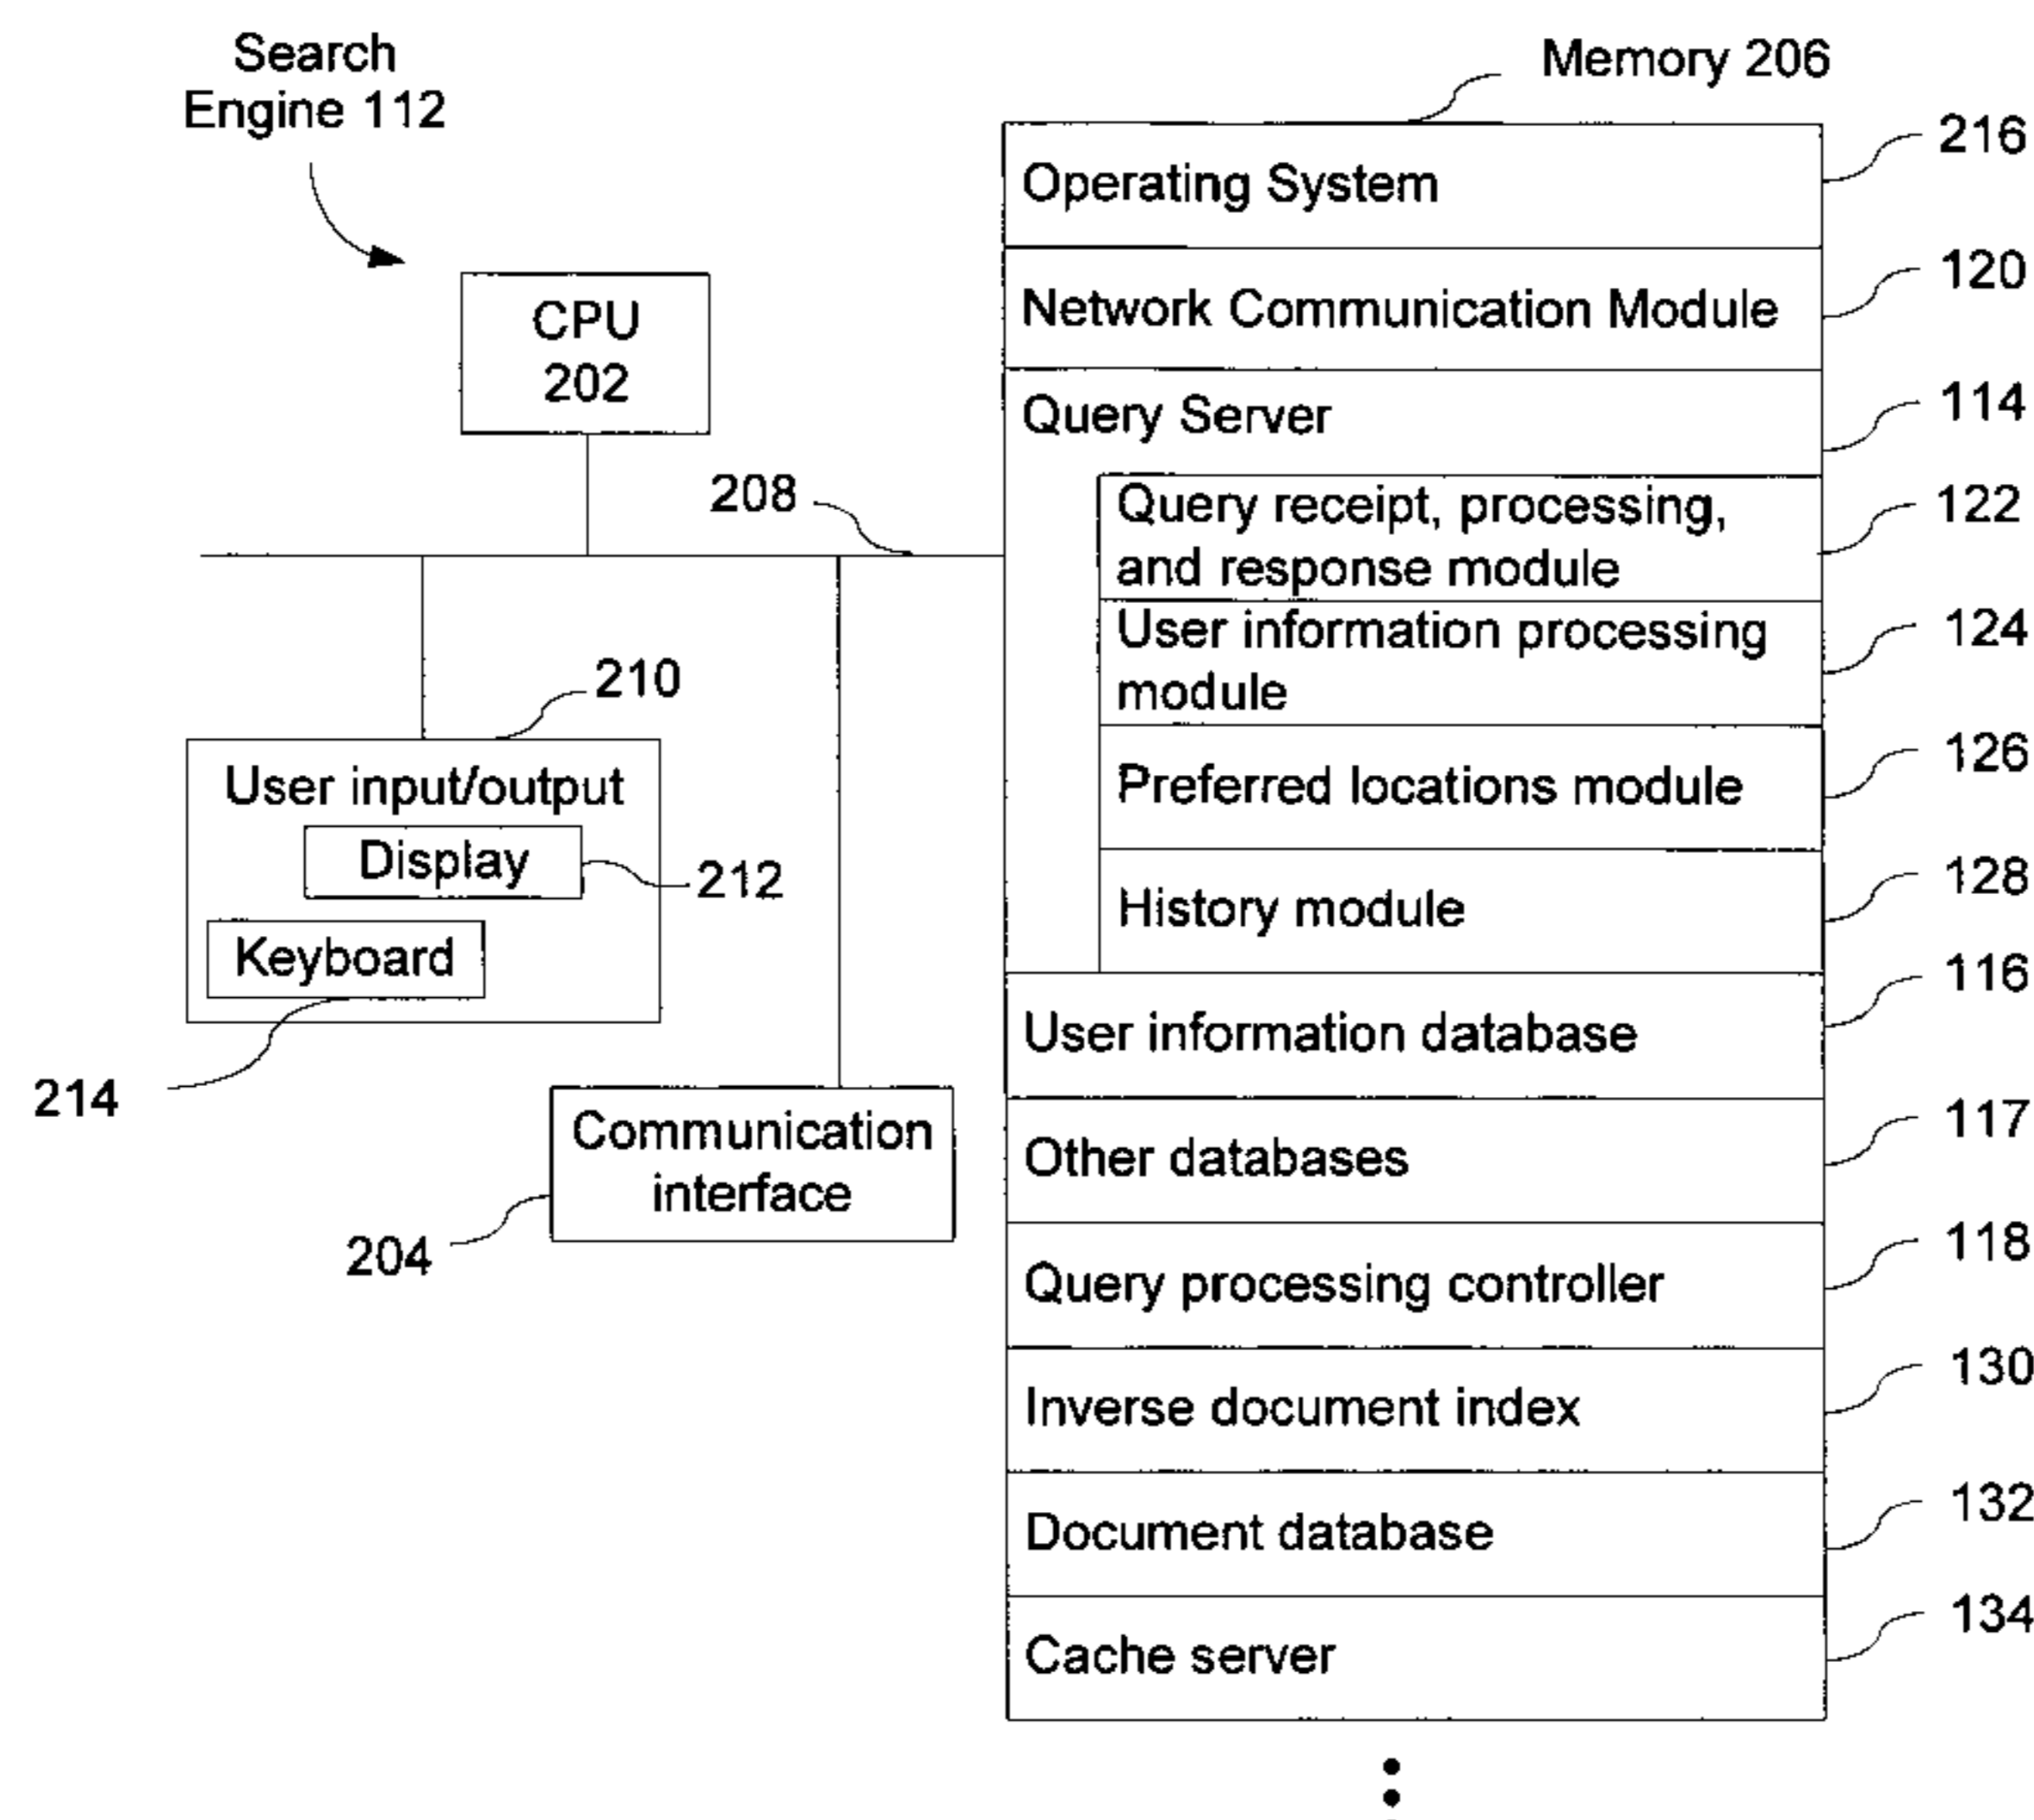 Search
Engine 112
Memory 206
Operating System
216
Network Communication Module
120
CPU
202
Query Server
114
208
Query receipt, processing,
and response module
122
User information processing
module
124
210
User input/output
Display
212
Keyboard
214
Preferred locations module
126
History module
128
User information database
116
Communication
interface
204
Other databases
117
Query processing controller
118
Inverse document index
130
Document database
132
Cache server
134